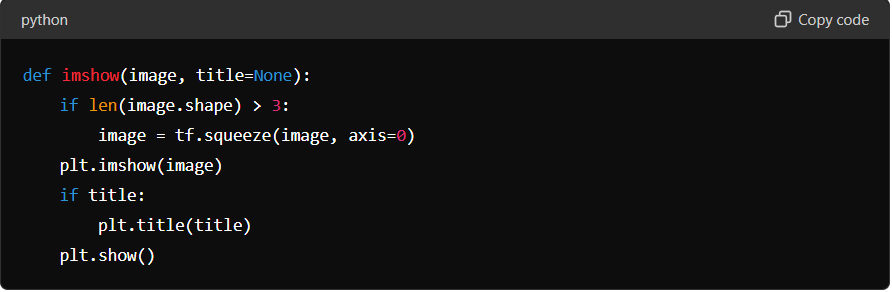 python
Copy code
def imshow(image, title=None):
    if len(image.shape) > 3:
        image = tf.squeeze(image, axis=0)
    plt.imshow(image)
    if title:
        plt.title(title)
    plt.show()